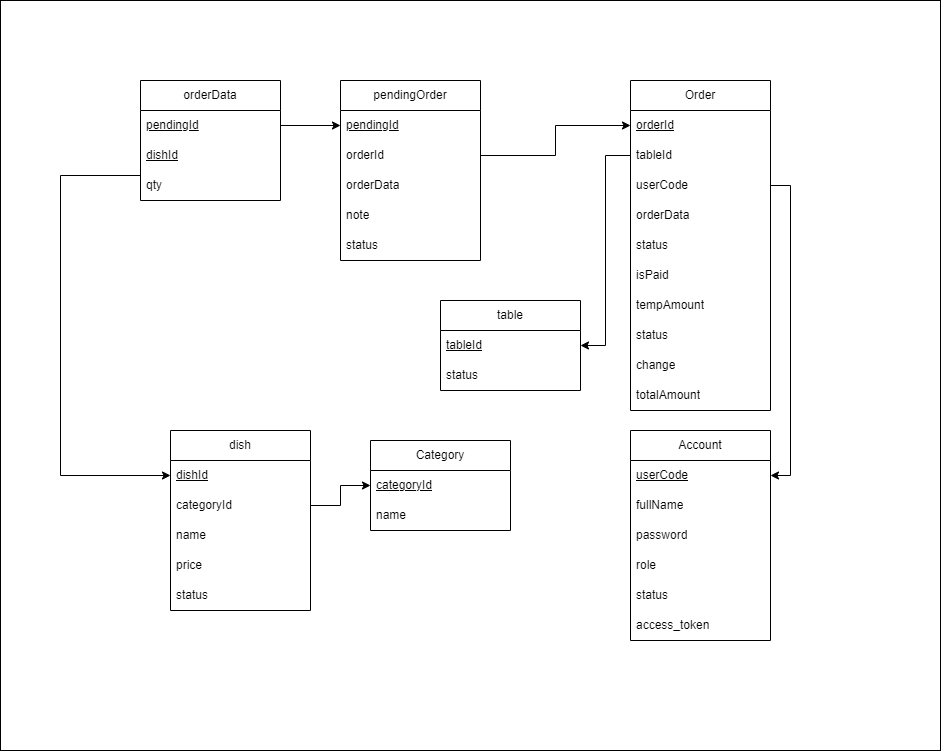 orderData
pendingId
dishId
qty
pendingOrder
pendingId
orderId
orderData
note
status
Order
orderId
tableId
userCode
orderData
status
isPaid
tempAmount
status
change
totalAmount
table
tableId
status
dish
dishId
categoryId
name
price
status
Category
categoryId
name
Account
userCode
fullName
password
role
status
access_token